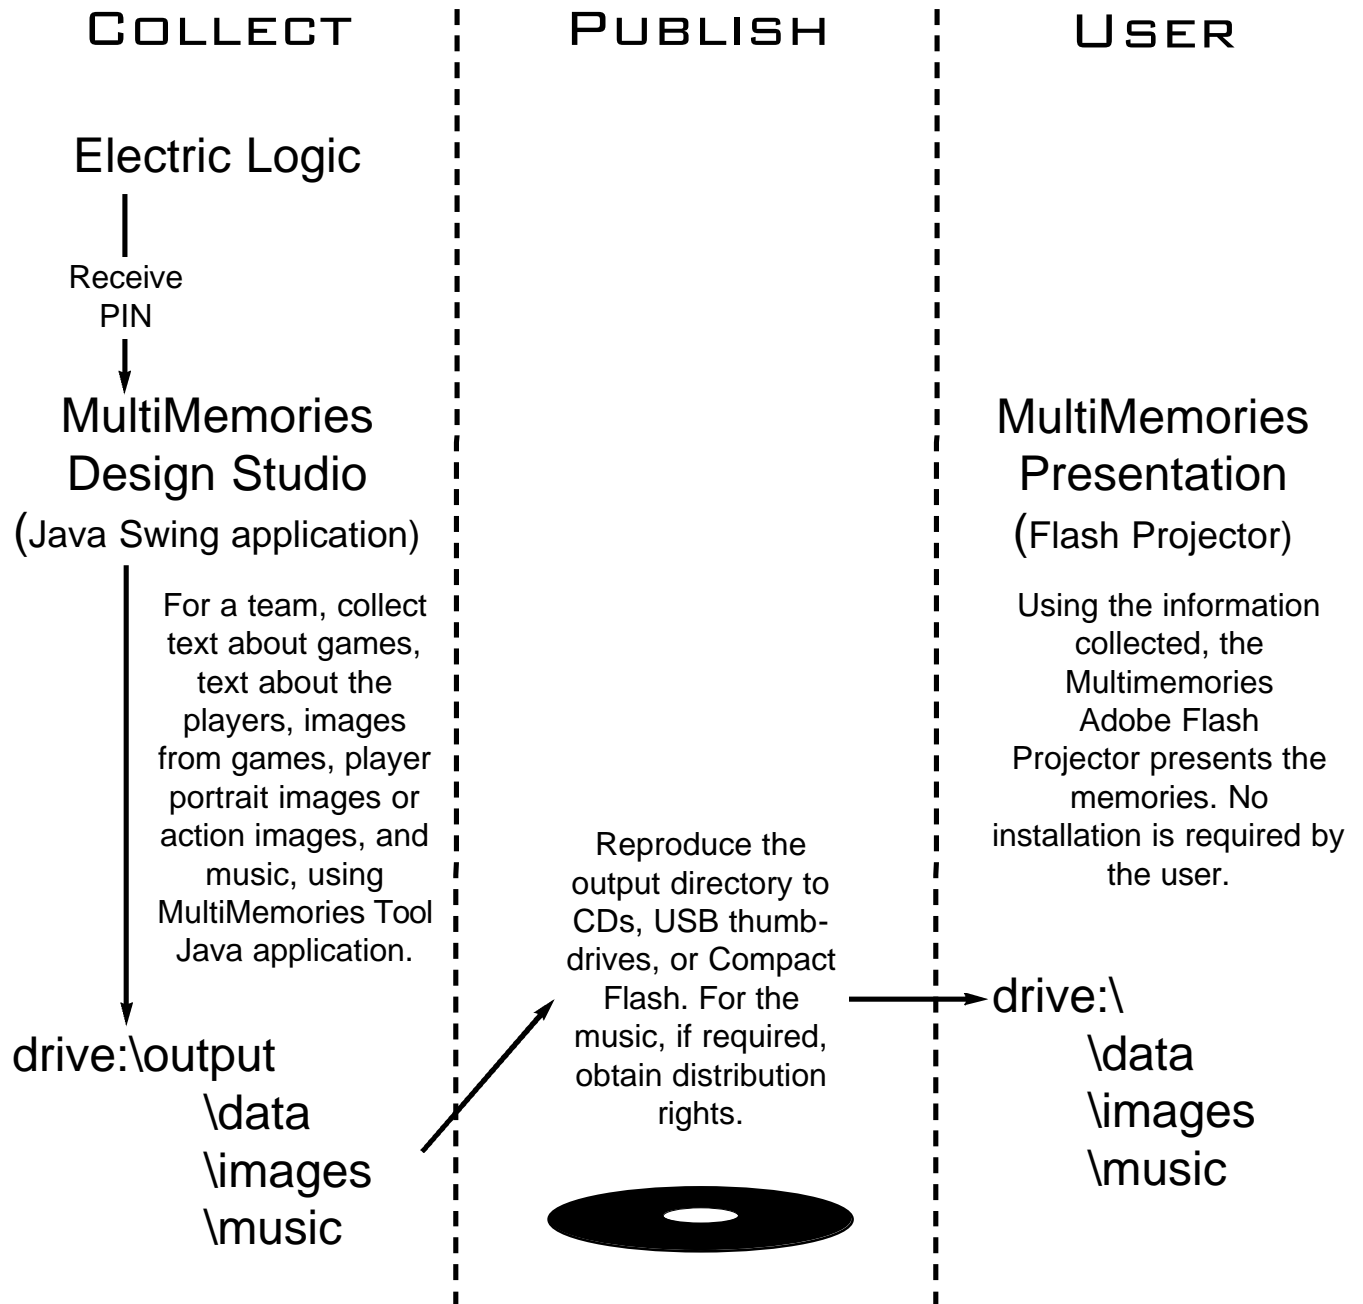 COLLECT
Electric Logic
Receive
PIN
MultiMemories
Design Studio
(Java Swing application)
For a team, collect
text about games,
text about the
players, images
from games, player
portrait images or
action images, and
music, using
MultiMemories Tool
Java application.
drive:\output
\data
\images
\music
PUBLISH
Reproduce the
output directory to
CDs, USB thumb-
drives, or Compact
Flash. For the
music, if required,
obtain distribution
rights.
USER
MultiMemories
Presentation
(Flash Projector)
Using the information
collected, the
Multimemories
Adobe Flash
Projector presents the
memories. No
installation is required by
the user.
drive:\
\data
\images
\music